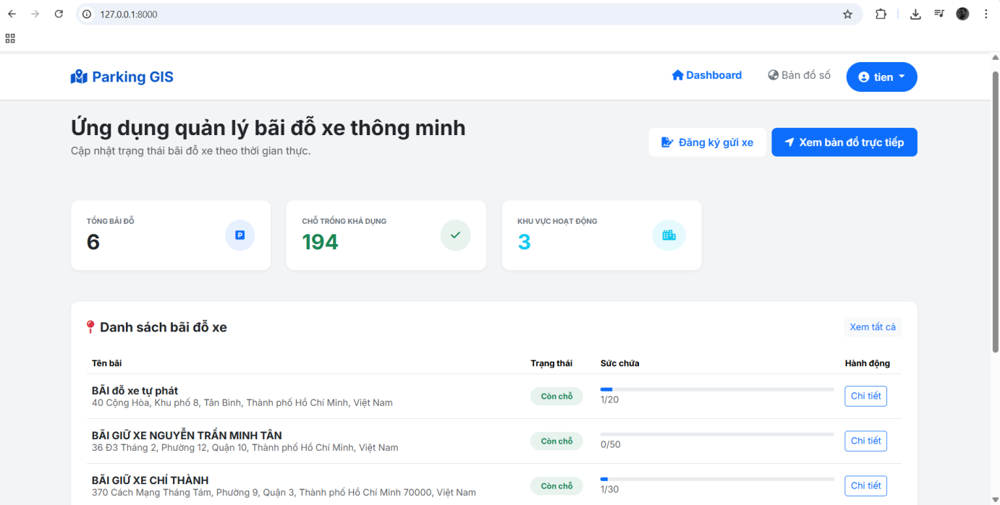 127.0.0.1:8000
Parking GIS
Dashboard
Bản đồ số
tien
Ứng dụng quản lý bãi đỗ xe thông minh
Cập nhật trạng thái bãi đỗ xe theo thời gian thực.
Đăng ký gửi xe
Xem bản đồ trực tiếp
TỔNG BÃI ĐỖ
6
P
CHỖ TRỐNG KHẢ DỤNG
194
KHU VỰC HOẠT ĐỘNG
3
Danh sách bãi đỗ xe
Xem tất cả
Tên bãi Trạng thái Sức chứa Hành động
BÃI đỗ xe tự phát
40 Cộng Hòa, Khu phố 8, Tân Bình, Thành phố Hồ Chí Minh, Việt Nam
Còn chỗ
1/20
Chi tiết
BÃI GIỮ XE NGUYỄN TRẦN MINH TÂN
36 Đ3 Tháng 2, Phường 12, Quận 10, Thành phố Hồ Chí Minh, Việt Nam
Còn chỗ
0/50
Chi tiết
BÃI GIỮ XE CHÍ THÀNH
370 Cách Mạng Tháng Tám, Phường 9, Quận 3, Thành phố Hồ Chí Minh 70000, Việt Nam
Còn chỗ
1/30
Chi tiết